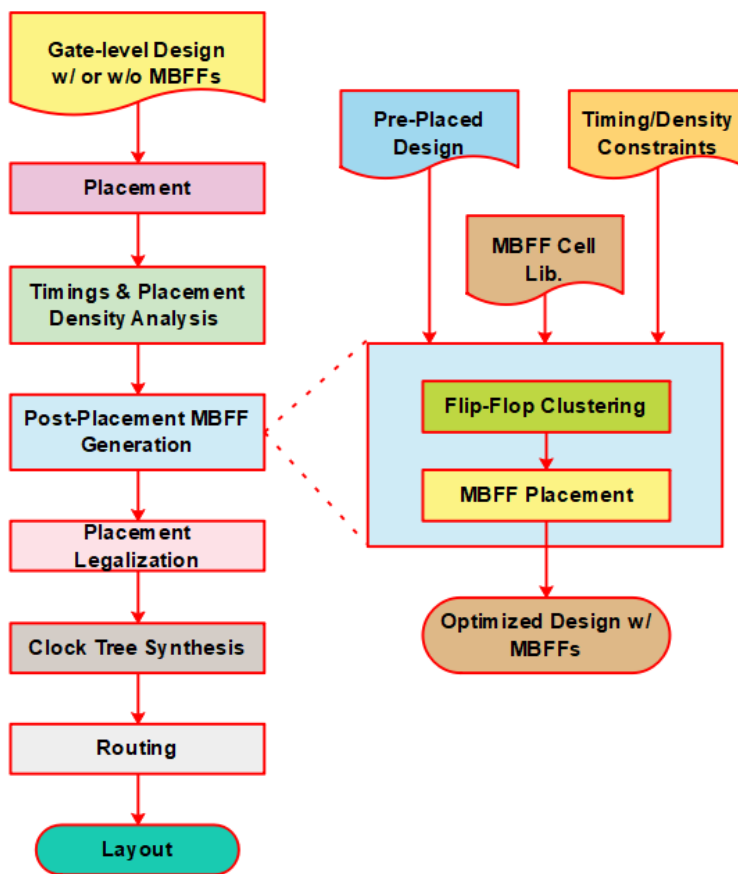 Gate-level Design
w/ or w/o MBFFs
Placement
Timings & Placement
Density Analysis
Post-Placement MBFF
Generation
Placement
Legalization
Clock Tree Synthesis
Routing
Layout
Pre-Placed
Design
Timing/Density
Constraints
MBFF Cell
Lib.
Flip-Flop Clustering
MBFF Placement
Optimized Design w/
MBFFs